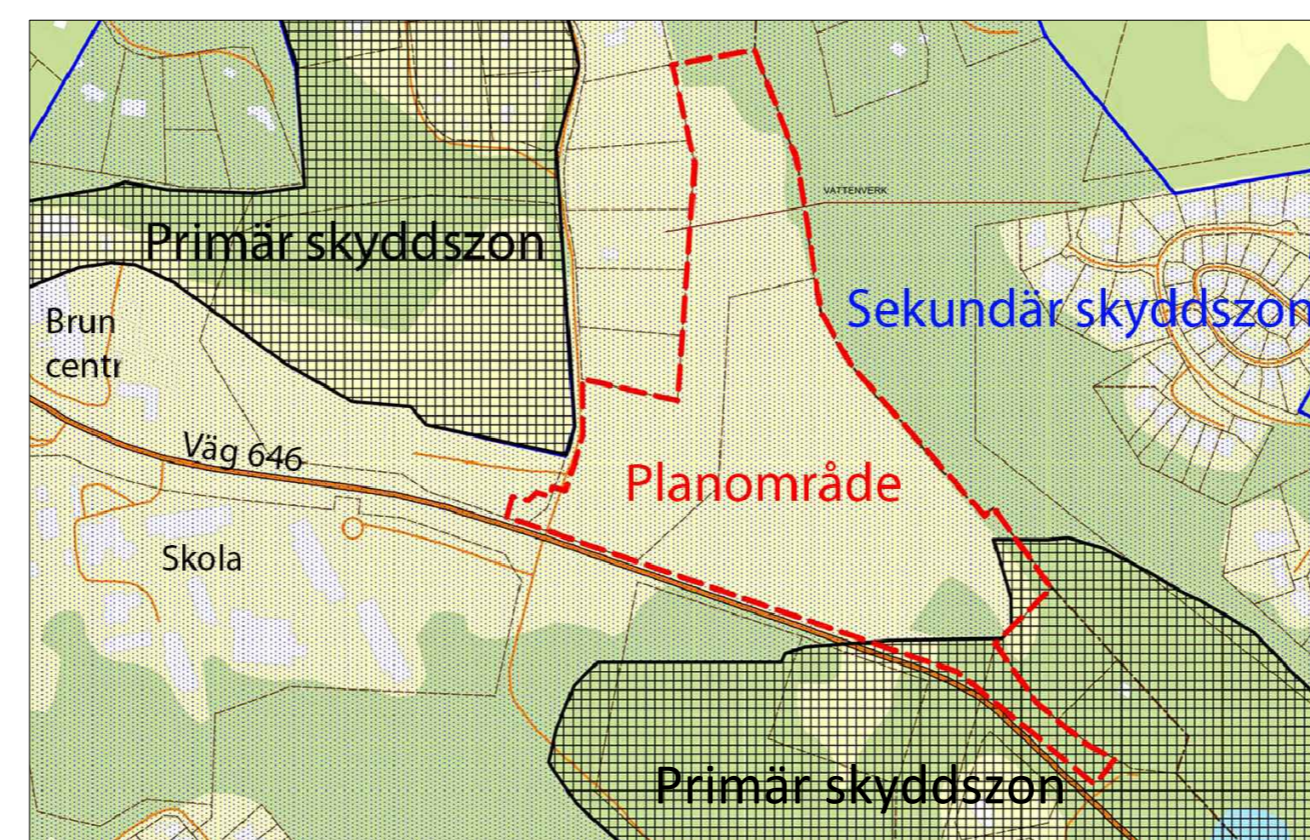 VATTENVERK
Primär skyddszon
Sekundär skyddszon
Brun
centr
Väg 646
Planområde
Skola
Primär skyddszon